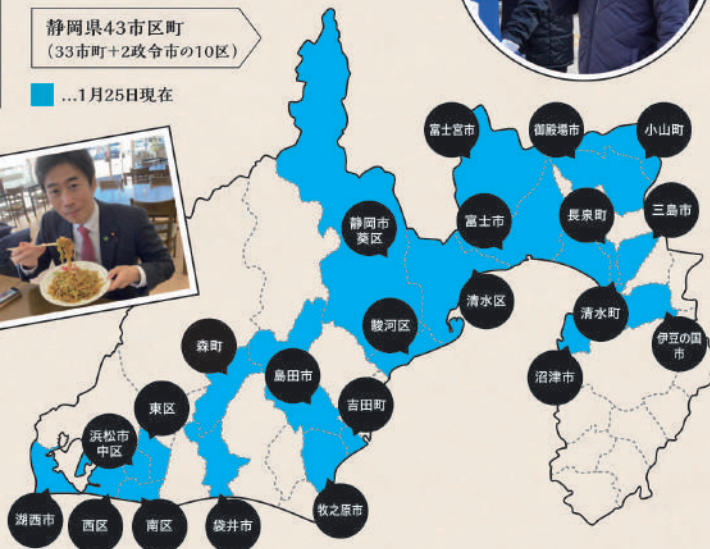 静岡県43市区町
(33市町+2政令市の10区)
…1月25日現在
富士宮市
御殿場市
小山町
静岡市
葵区
富士市
長泉町
三島市
清水区
駿河区
清水町
伊豆の国
市
沼津市
森町
島田市
吉田町
東区
浜松市
中区
湖西市
西区
南区
袋井市
牧之原市